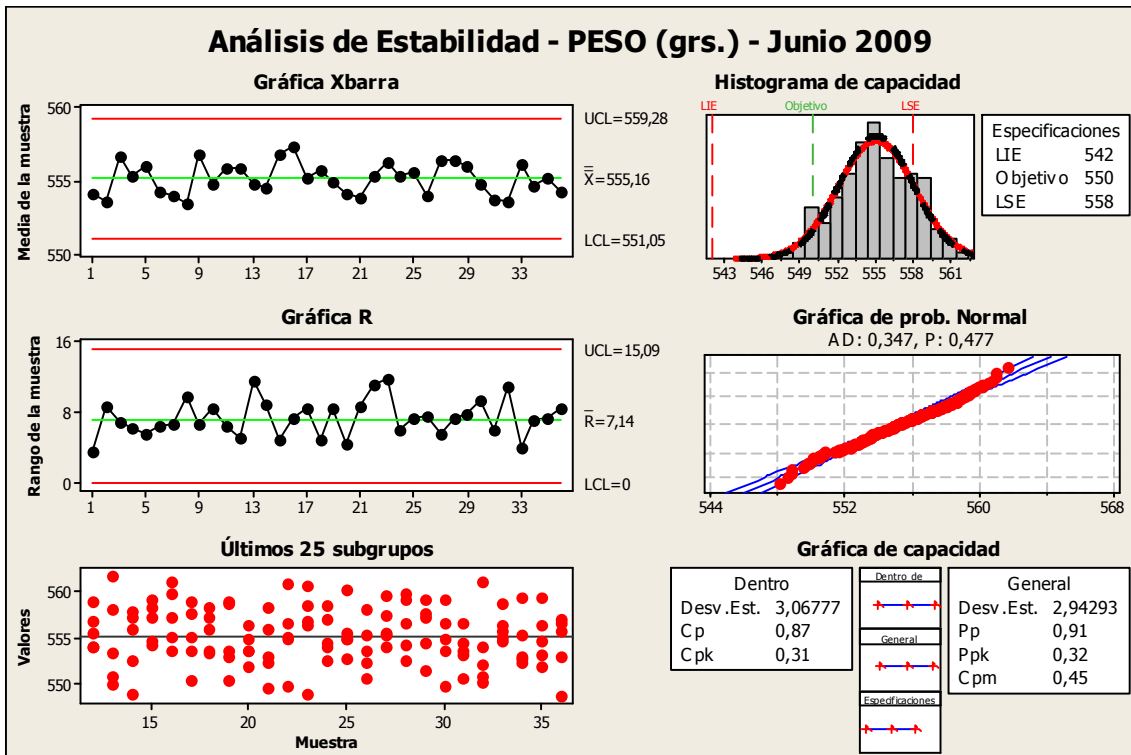 Análisis de Estabilidad - PESO (grs.) - Junio 2009
Gráfica Xbarra
Media de la muestra
560
555
550
1 5 9 13 17 21 25 29 33
UCL=559,28
X=555,16
LCL=551,05
Histograma de capacidad
LIE Objetivo LSE
543 546 549 552 555 558 561
Especificaciones
LIE 542
Objetivo 550
LSE 558
Gráfica R
Rango de la muestra
16
8
0
1 5 9 13 17 21 25 29 33
UCL=15,09
R=7,14
LCL=0
Gráfica de prob. Normal
AD: 0,347, P: 0,477
544 552 560 568
Últimos 25 subgrupos
Valores
560
555
550
15 20 25 30 35
Muestra
Gráfica de capacidad
Dentro
Desv.Est. 3,06777
Cp 0,87
Cpk 0,31
Dentro de
General
Especificaciones
General
Desv.Est. 2,94293
Pp 0,91
Ppk 0,32
Cpm 0,45